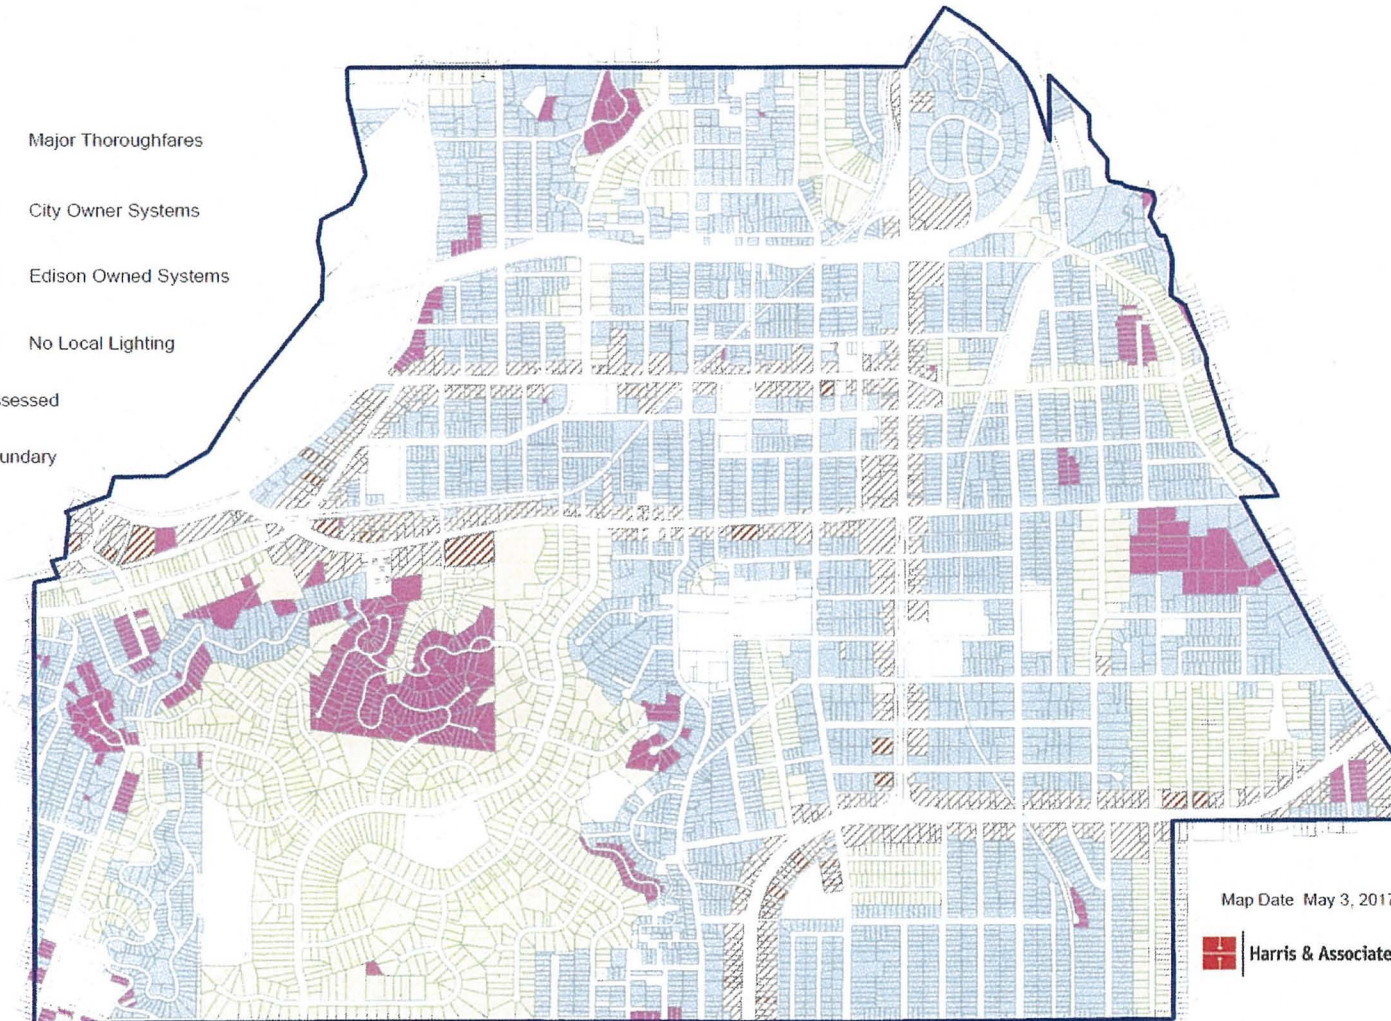 Major Thoroughfares
City Owner Systems
Edison Owned Systems
No Local Lighting
sessed
undary
Map Date May 3, 2017
Harris & Associate